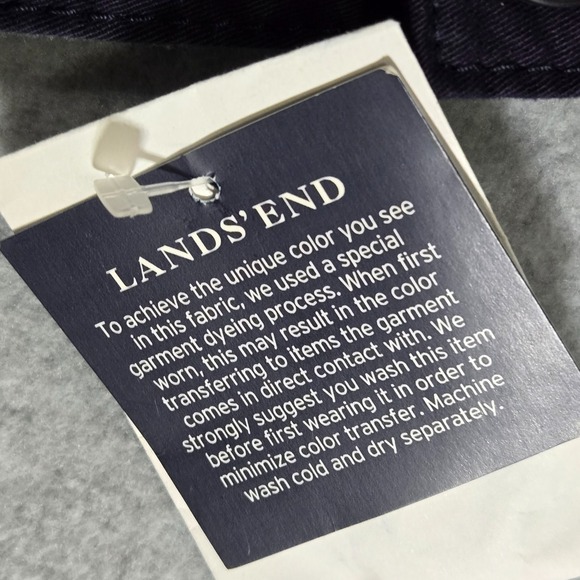 LANDS' END
To achieve the unique color you see
in this fabric, we used a special
garment dyeing process. When first
worn, this may result in the color
transferring to items the garment
comes in direct contact with. We
strongly suggest you wash this item
before first wearing it in order to
minimize color transfer. Machine
wash cold and dry separately.